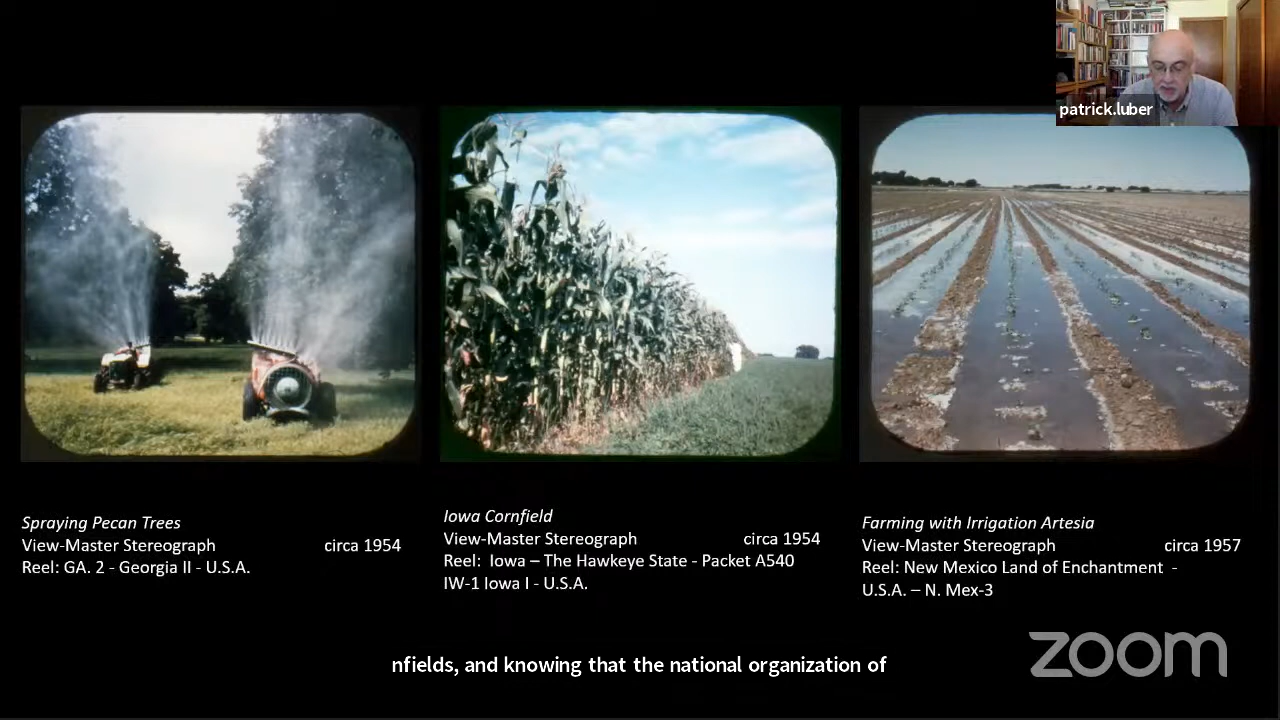 patrick.luber
Spraying Pecan Trees
View-Master Stereograph circa 1954
Reel: GA. 2 - Georgia II - U.S.A.
Iowa Cornfield
View-Master Stereograph circa 1954
Reel: Iowa – The Hawkeye State - Packet A540
IW-1 Iowa I - U.S.A.
Farming with Irrigation Artesia
View-Master Stereograph circa 1957
Reel: New Mexico Land of Enchantment -
U.S.A. – N. Mex-3
nfields, and knowing that the national organization of
zoom